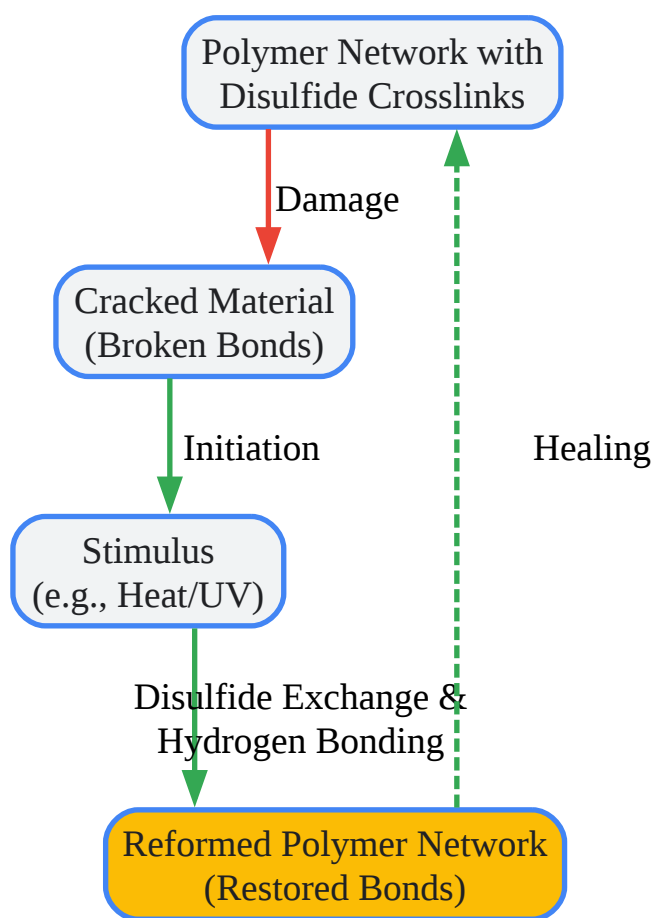 Polymer Network with
Disulfide Crosslinks
Damage
Cracked Material
(Broken Bonds)
Initiation
Healing
Stimulus
(e.g., Heat/UV)
Disulfide Exchange &
Hydrogen Bonding
Reformed Polymer Network
(Restored Bonds)